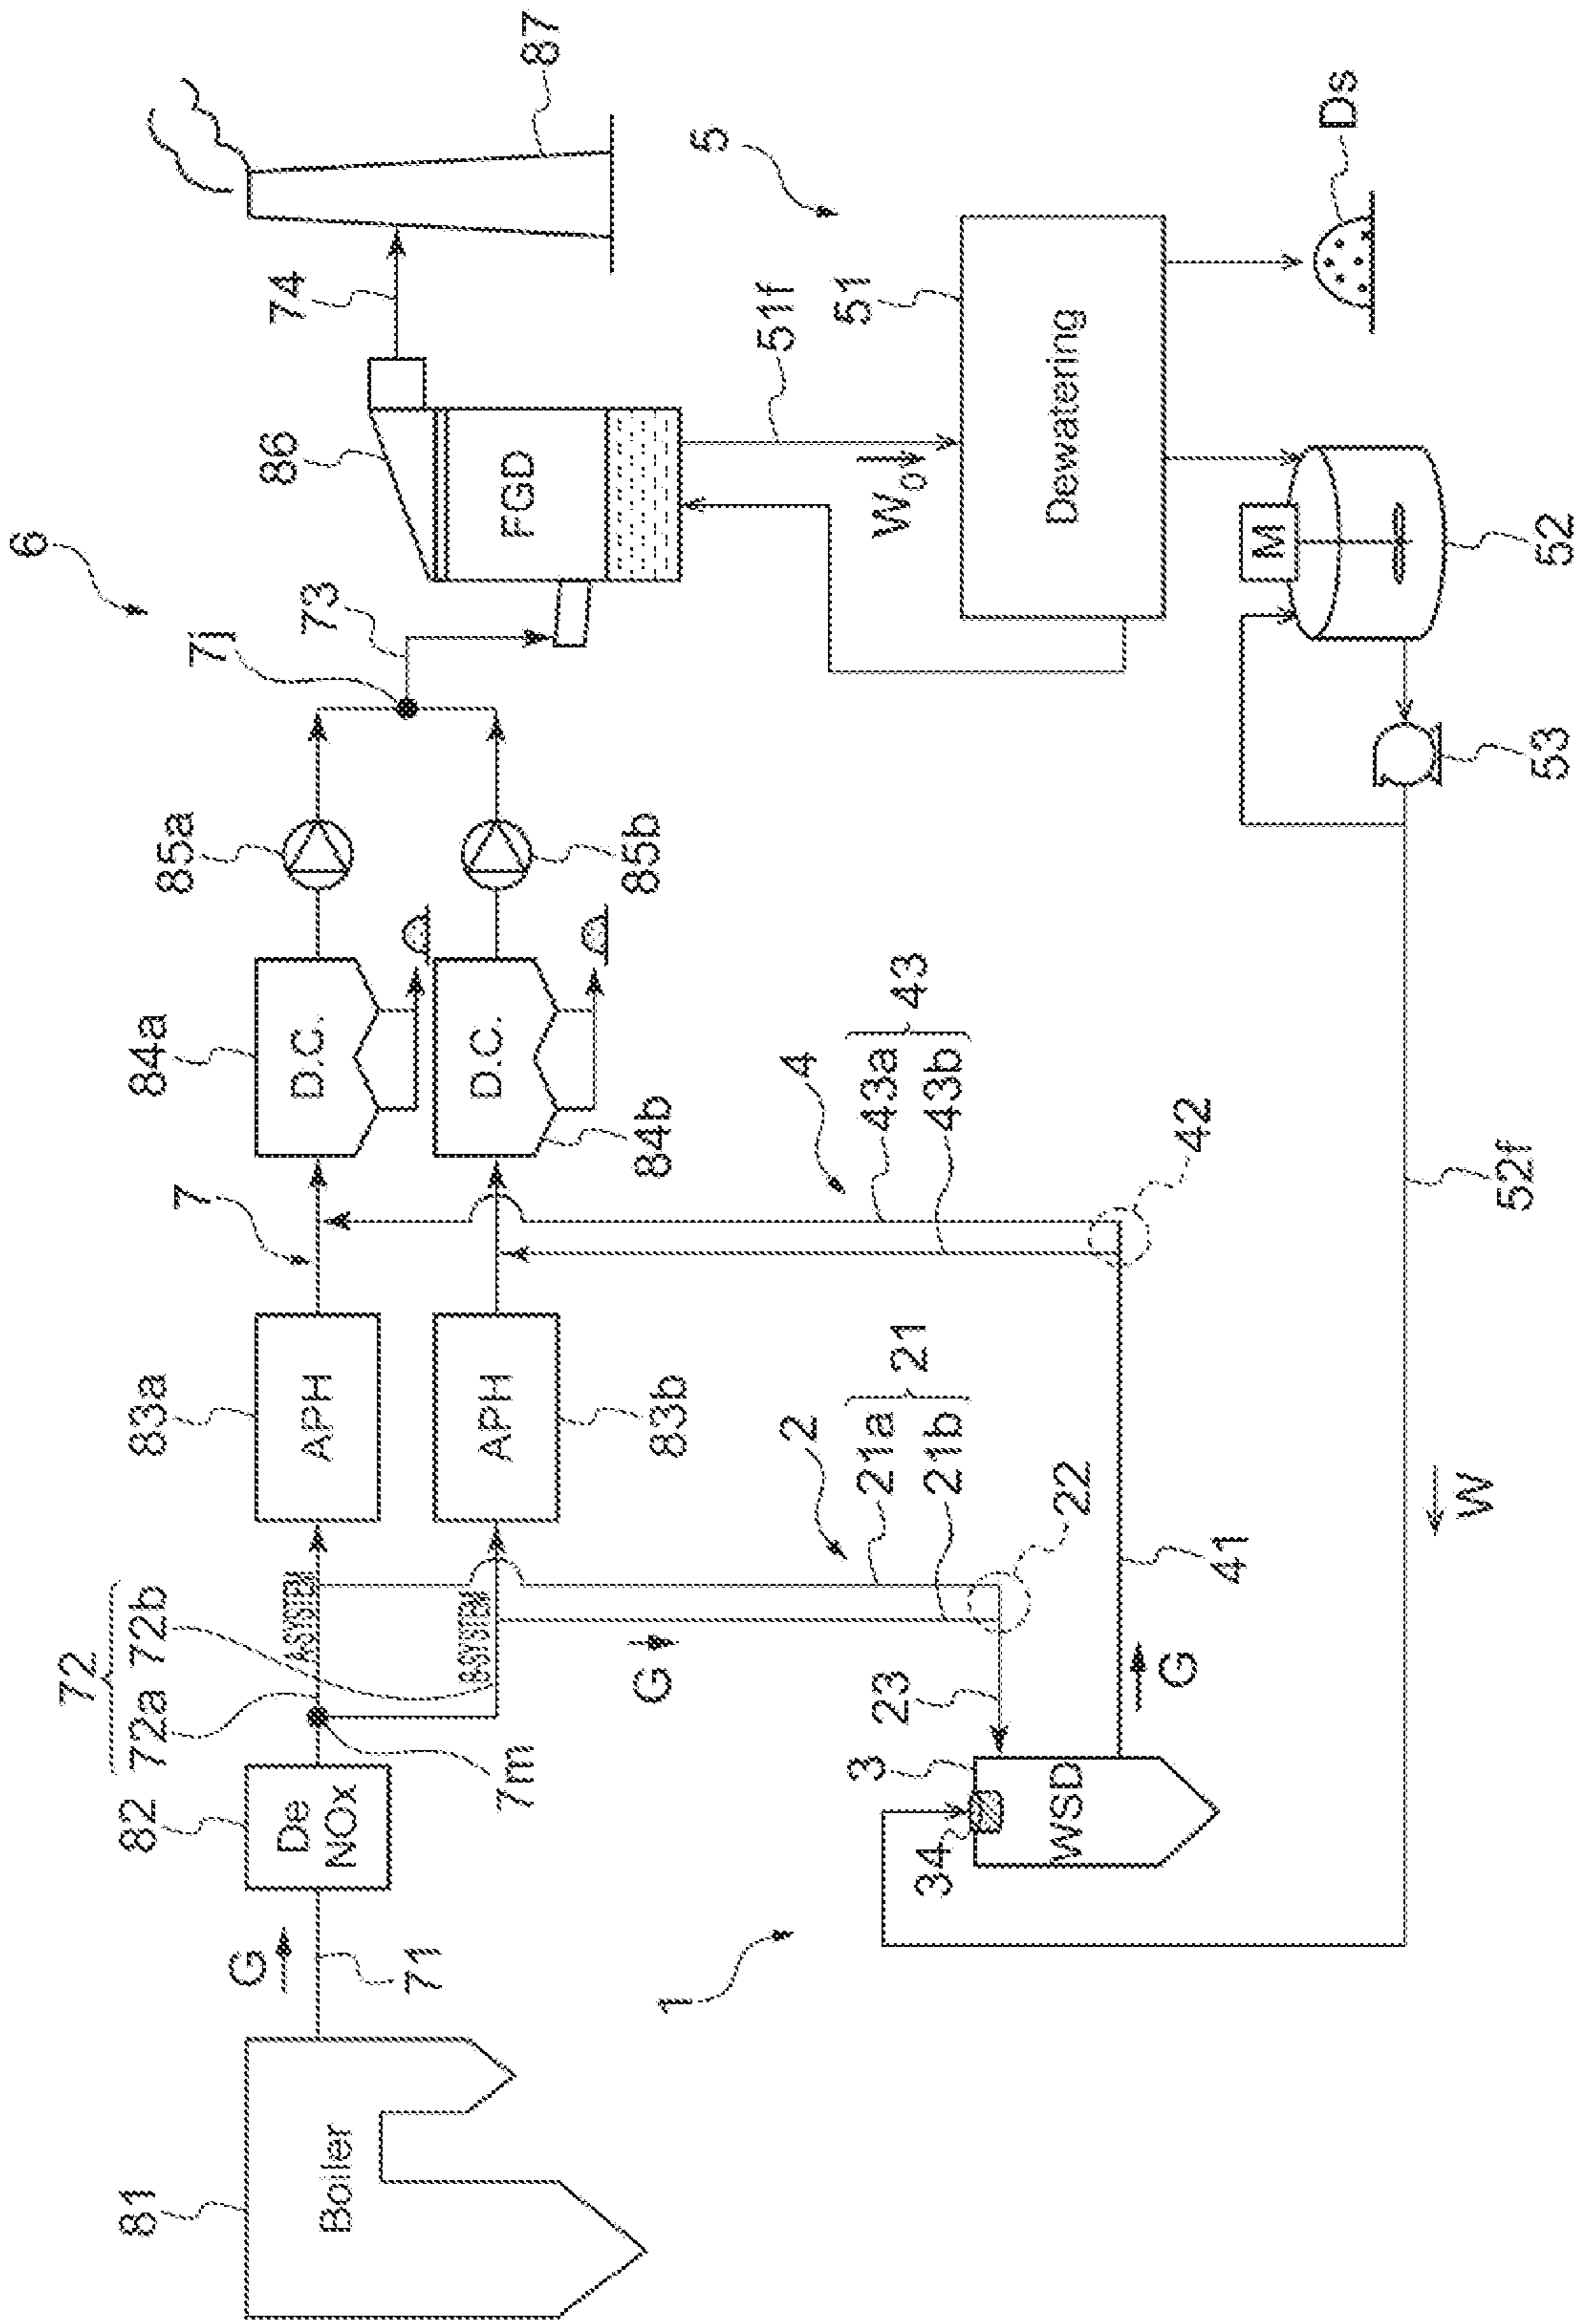 6
7j
73
86
74
87
85a
84a
7
83a
72
72a 72b
82
G
71
81
Boiler
De
NOx
A-SYSTEM
APH
D.C.
FGD
7m
B-SYSTEM
APH
83b
D.C.
84b
85b
51f
5
G
1
2
21a
21b
21
4
43a
43b
43
W0
51
Dewatering
Ds
23
22
3
34
WSD
G
41
42
M
52
53
W
52f